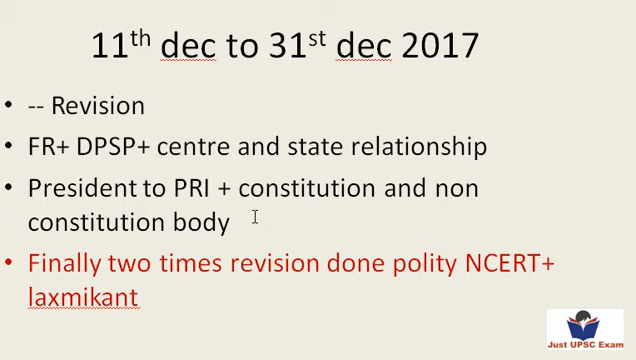 11th dec to 31st dec 2017
• -- Revision
• FR+ DPSP+ centre and state relationship
• President to PRI + constitution and non
constitution body
• Finally two times revision done polity NCERT+
laxmikant
Just UPSC Exam